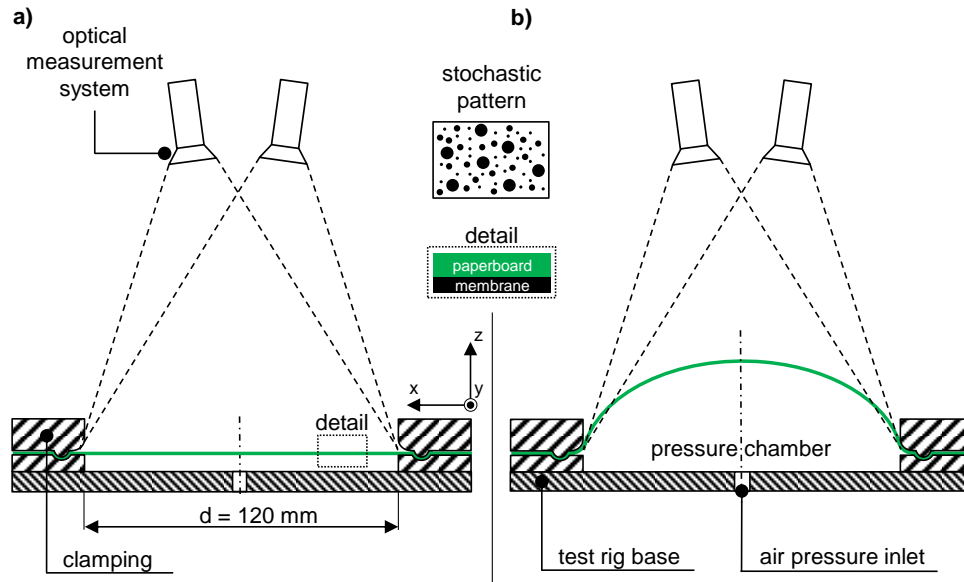 a)
optical
measurement
system
stochastic
pattern
detail
paperboard
membrane
z
x
y
detail
d = 120 mm
clamping
b)
pressure chamber
test rig base
air pressure inlet